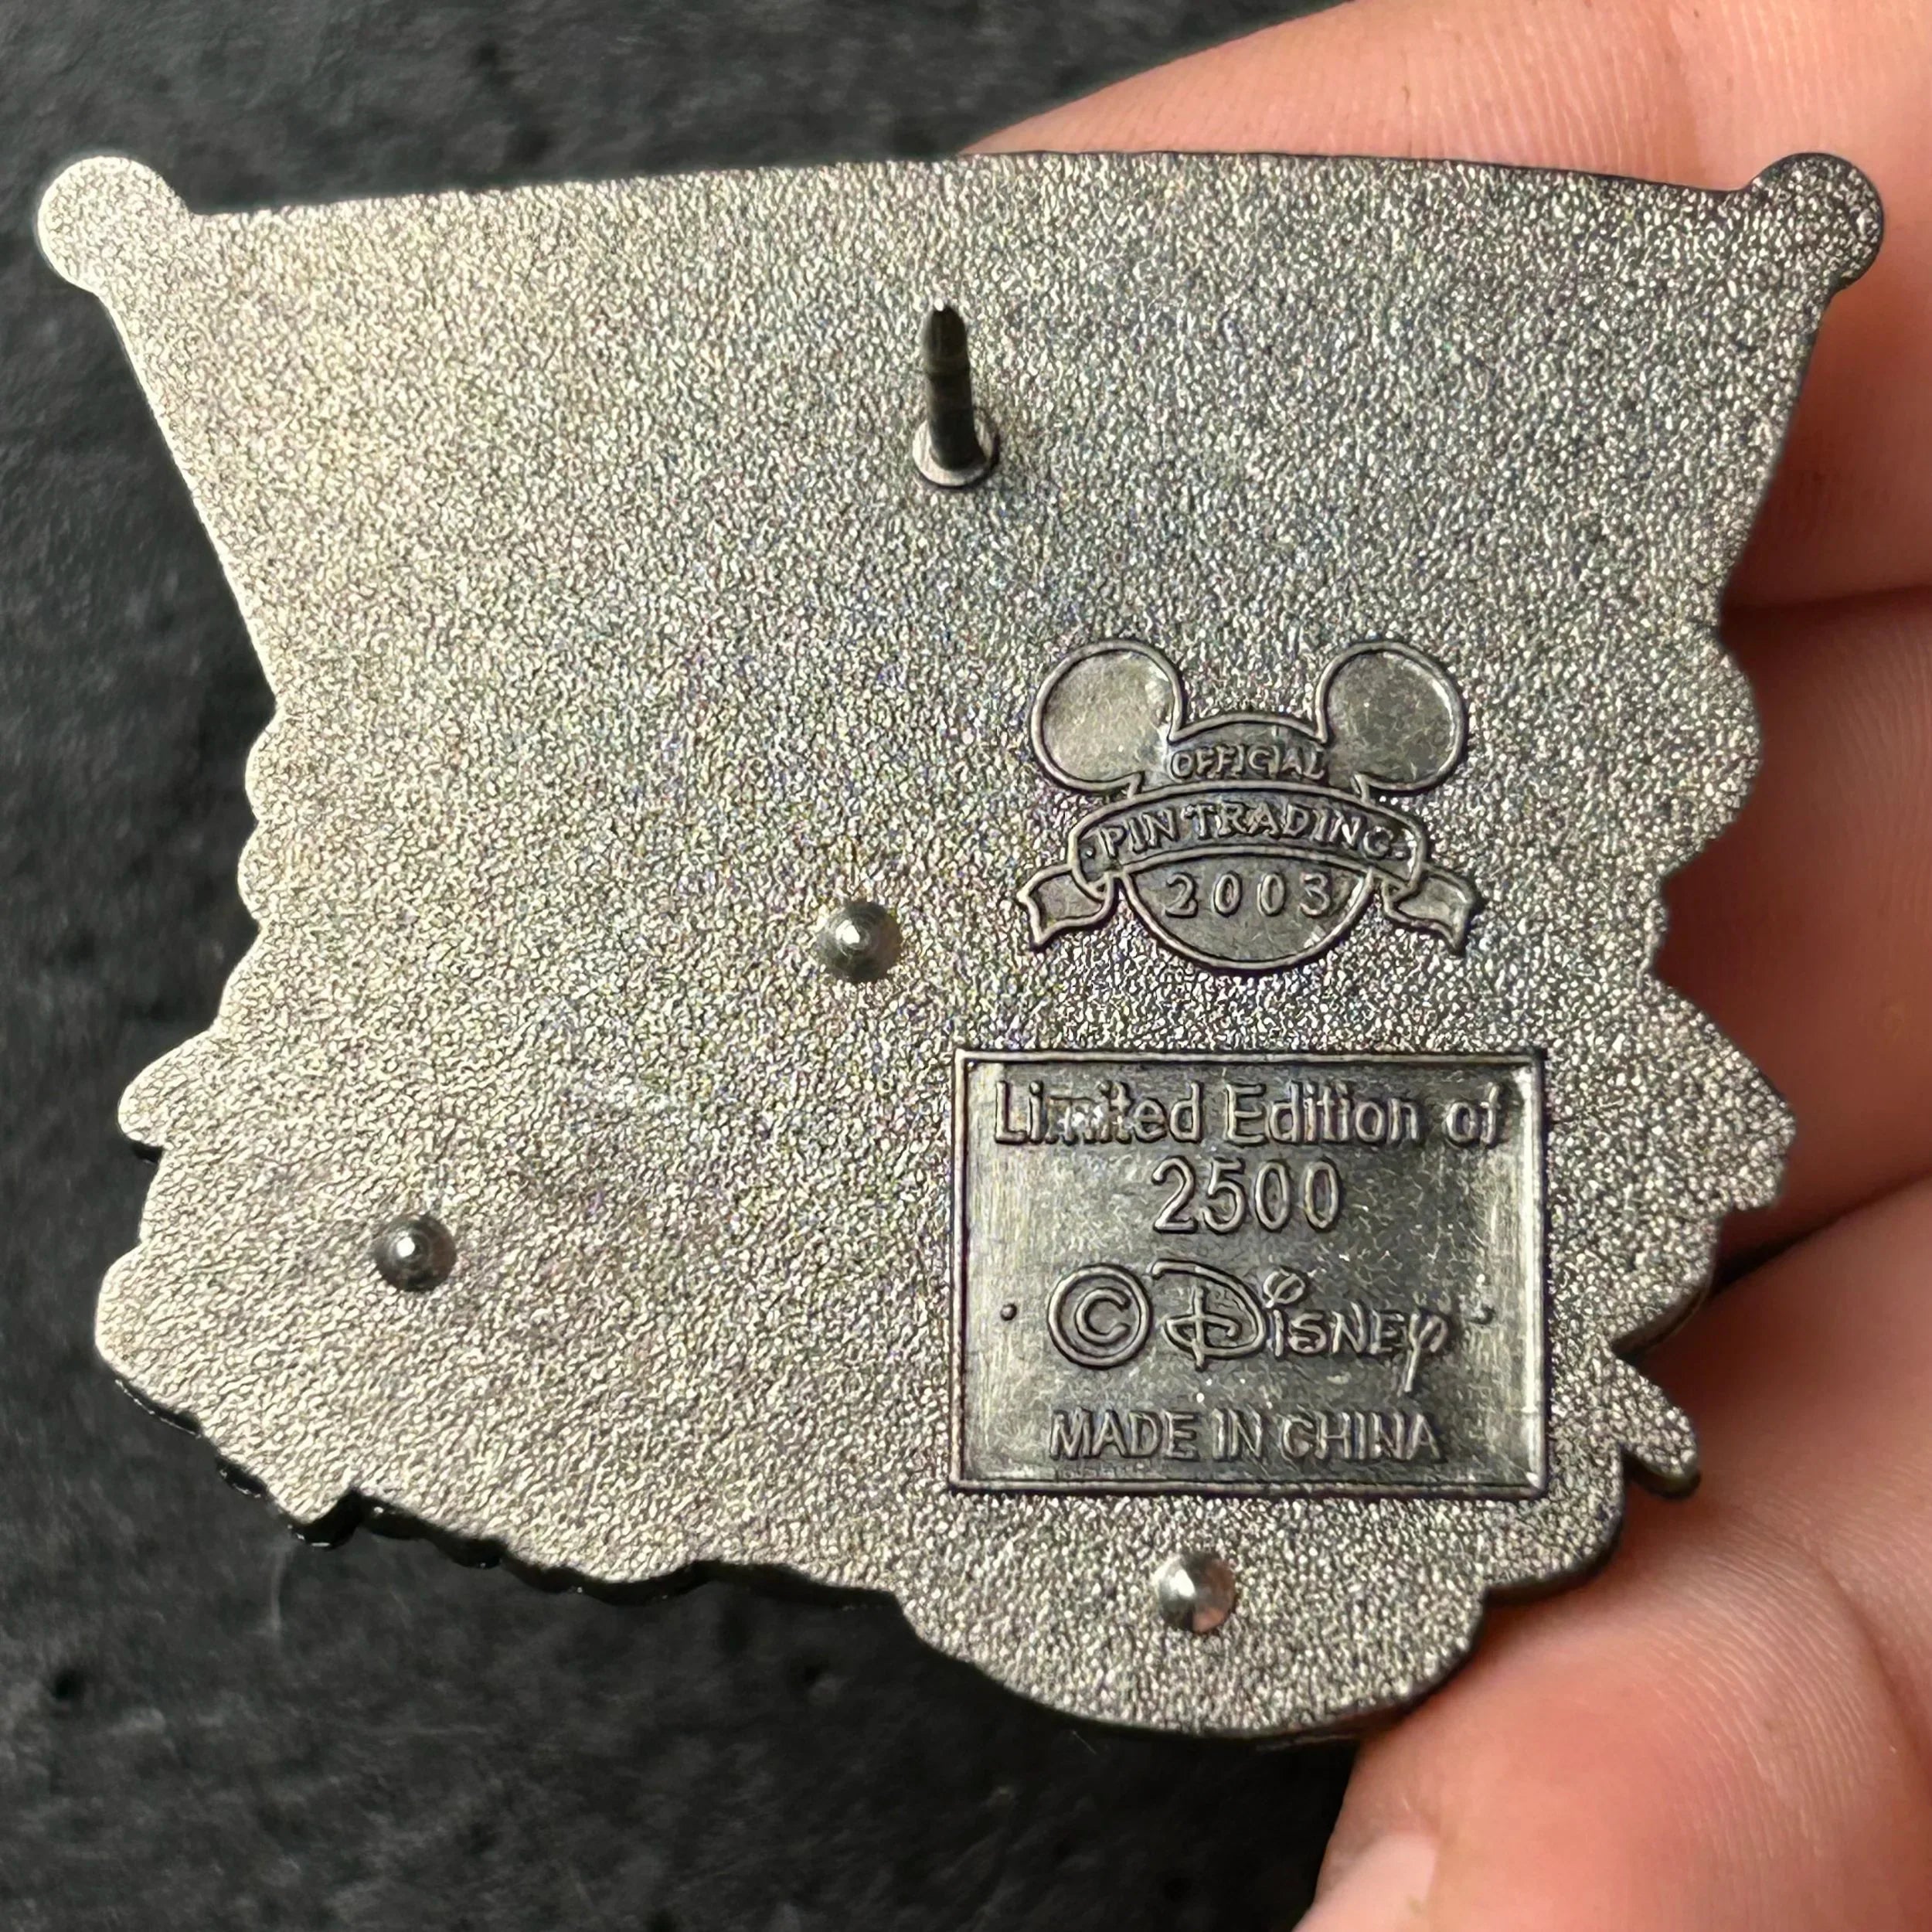 OFFICIAL
·PIN TRADING·
2003
Limited Edition of
2500
· © Disney ·
MADE IN CHINA